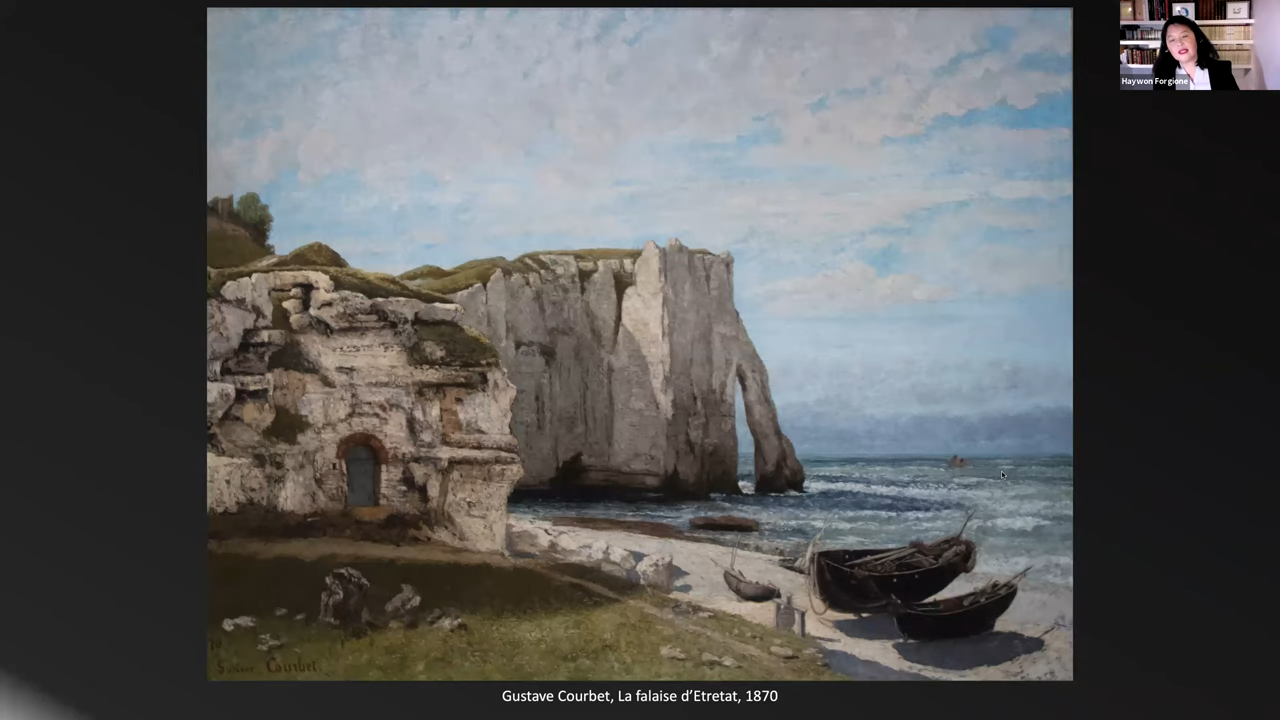 Haywon Forgione
Gustave Courbet.
Gustave Courbet, La falaise d’Etretat, 1870